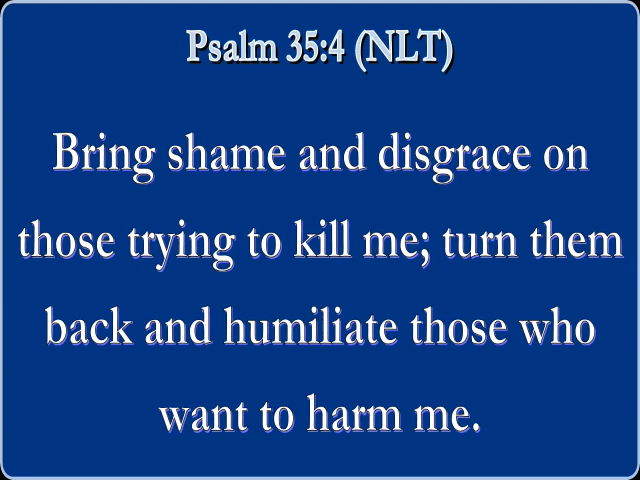 Psalm 35:4 (NLT)
Bring shame and disgrace on
those trying to kill me; turn them
back and humiliate those who
want to harm me.